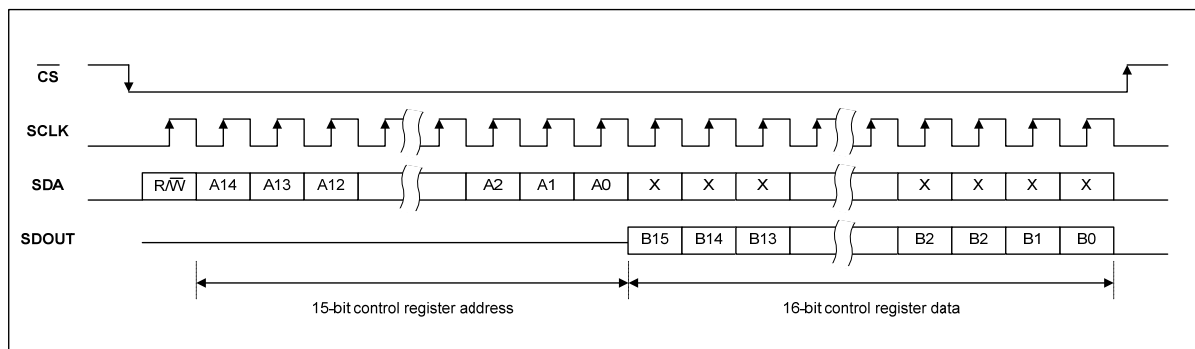 CS
SCLK
SDA R/W A14 A13 A12 A2 A1 A0 X X X X X X X
SDOUT B15 B14 B13 B2 B2 B1 B0
15-bit control register address 16-bit control register data